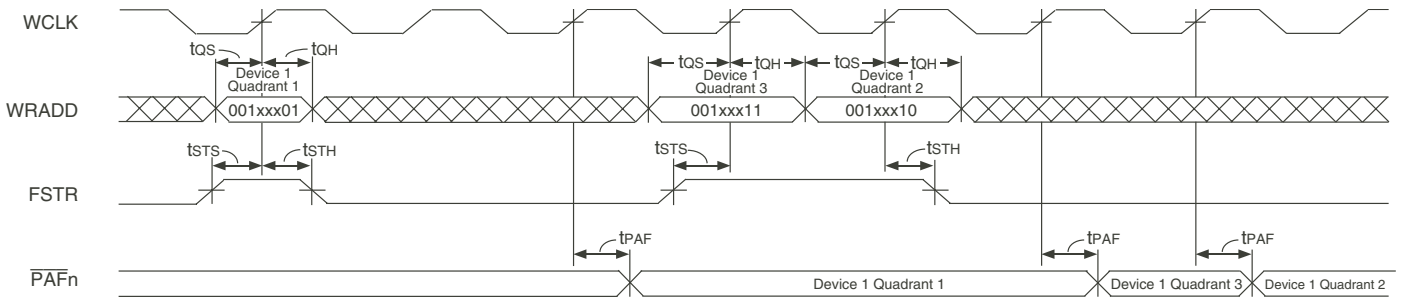 WCLK
tQS tQH tQS tQH tQS tQH
Device 1
Quadrant 1
Device 1
Quadrant 3
Device 1
Quadrant 2
WRADD
001xxx01
001xxx11
001xxx10
tSTS tSTH tSTS tSTH
FSTR
tPAF tPAF tPAF
PAFn
Device 1 Quadrant 1
Device 1 Quadrant 3
Device 1 Quadrant 2